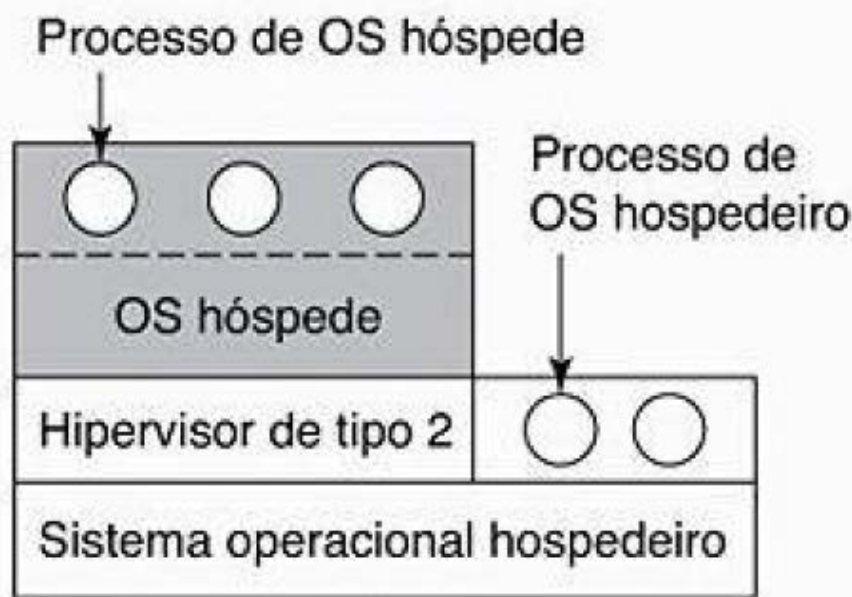 Processo de OS hóspede
Processo de
OS hospedeiro
OS hóspede
Hipervisor de tipo 2
Sistema operacional hospedeiro